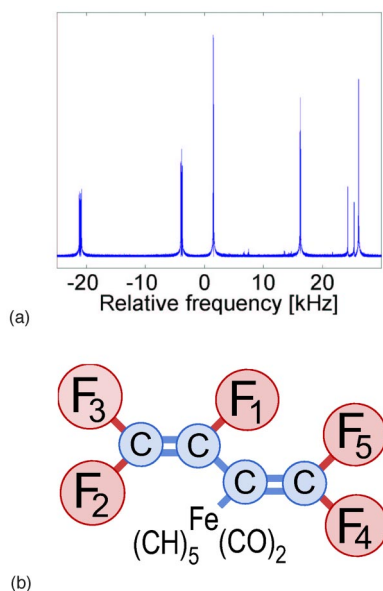 -20 -10 0 10 20
Relative frequency [kHz]
(a)
F3 F1
C C F5
F2 C C
Fe F4
(CH)5 (CO)2
(b)